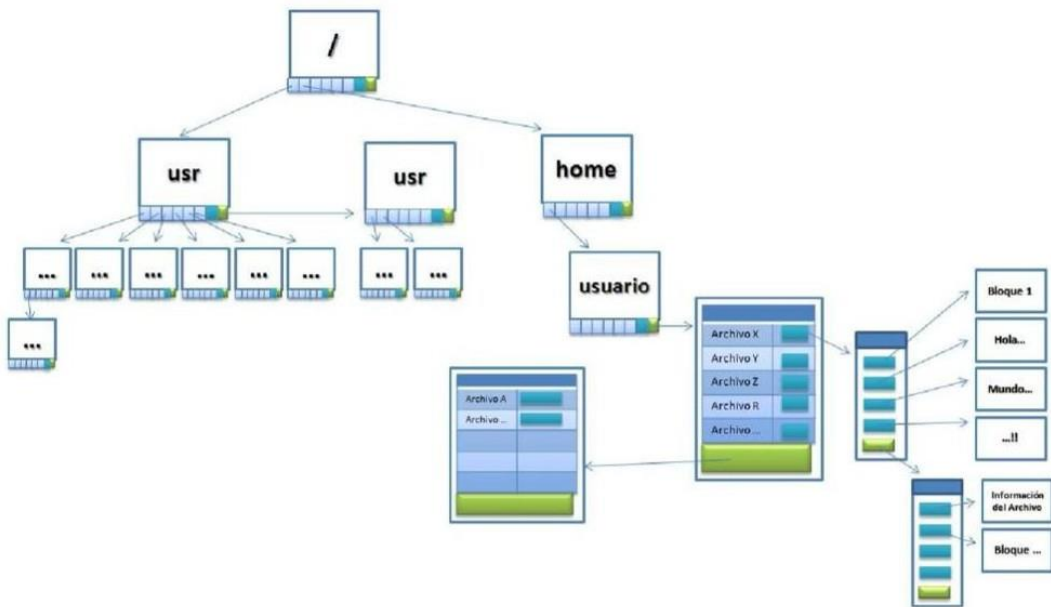 /
usr
usr
home
...
...
...
...
...
...
...
...
...
usuario
Archivo X
Archivo Y
Archivo Z
Archivo R
Archivo ...
Archivo A
Archivo ...
Bloque 1
Hola...
Mundo...
...!!
Información
del Archivo
Bloque ...